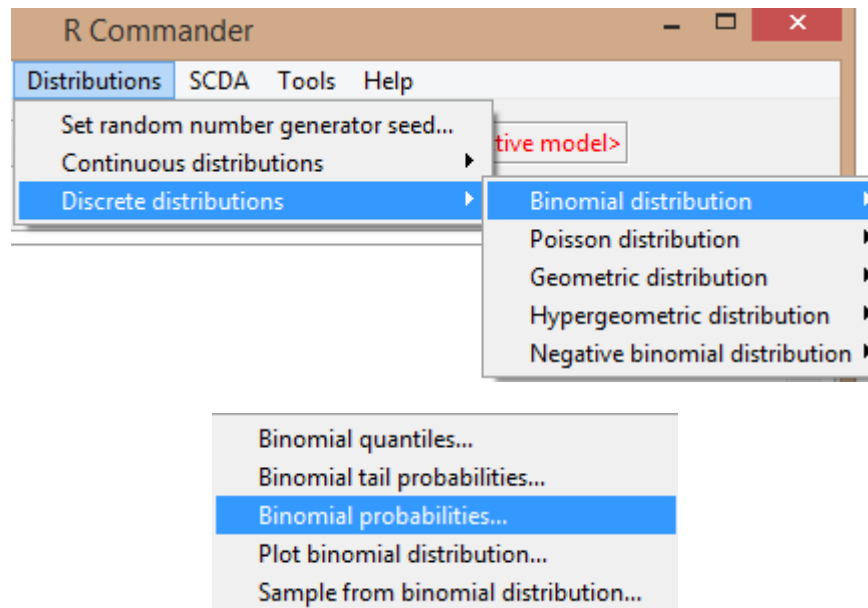 R Commander
Distributions SCDA Tools Help
Set random number generator seed...
tive model>
Continuous distributions
Discrete distributions
Binomial distribution
Poisson distribution
Geometric distribution
Hypergeometric distribution
Negative binomial distribution
Binomial quantiles...
Binomial tail probabilities...
Binomial probabilities...
Plot binomial distribution...
Sample from binomial distribution...